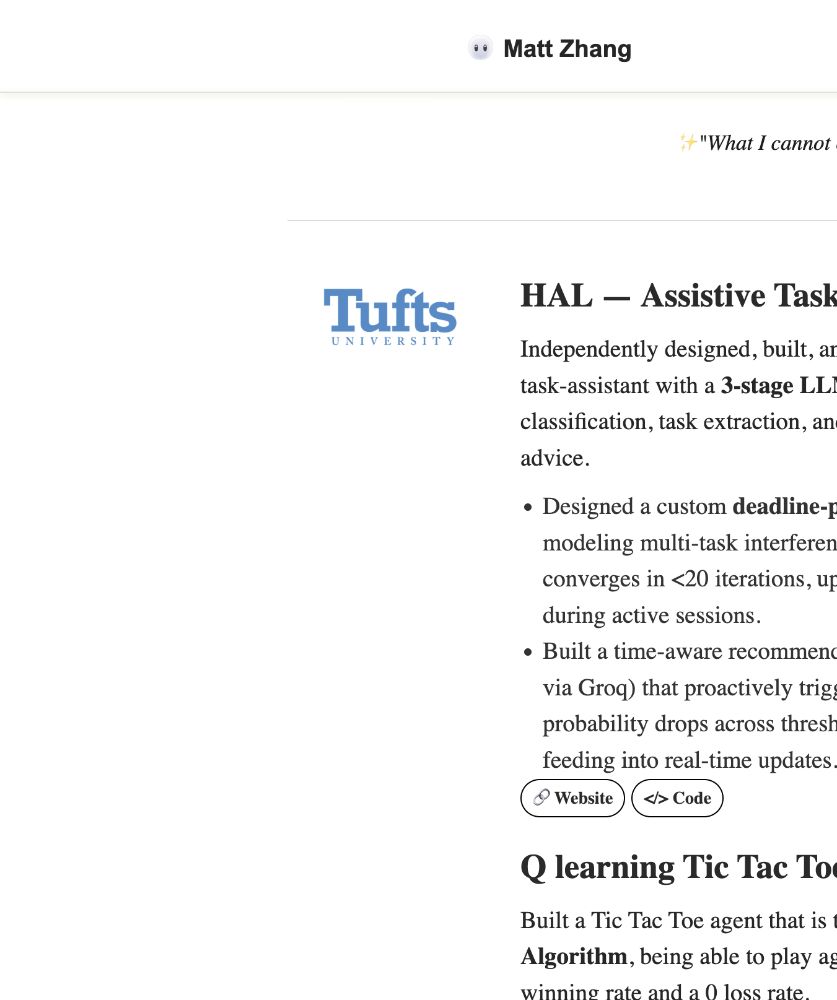 Matt Zhang
✨"What I cannot
Tufts
UNIVERSITY
HAL — Assistive Task
Independently designed, built, an
task-assistant with a 3-stage LL
classification, task extraction, and
advice.
• Designed a custom deadline-p
modeling multi-task interferen
converges in <20 iterations, up
during active sessions.
• Built a time-aware recommend
via Groq) that proactively trigg
probability drops across thresh
feeding into real-time updates.
🔗 Website </> Code
Q learning Tic Tac Toe
Built a Tic Tac Toe agent that is t
Algorithm, being able to play ag
winning rate and a 0 loss rate.